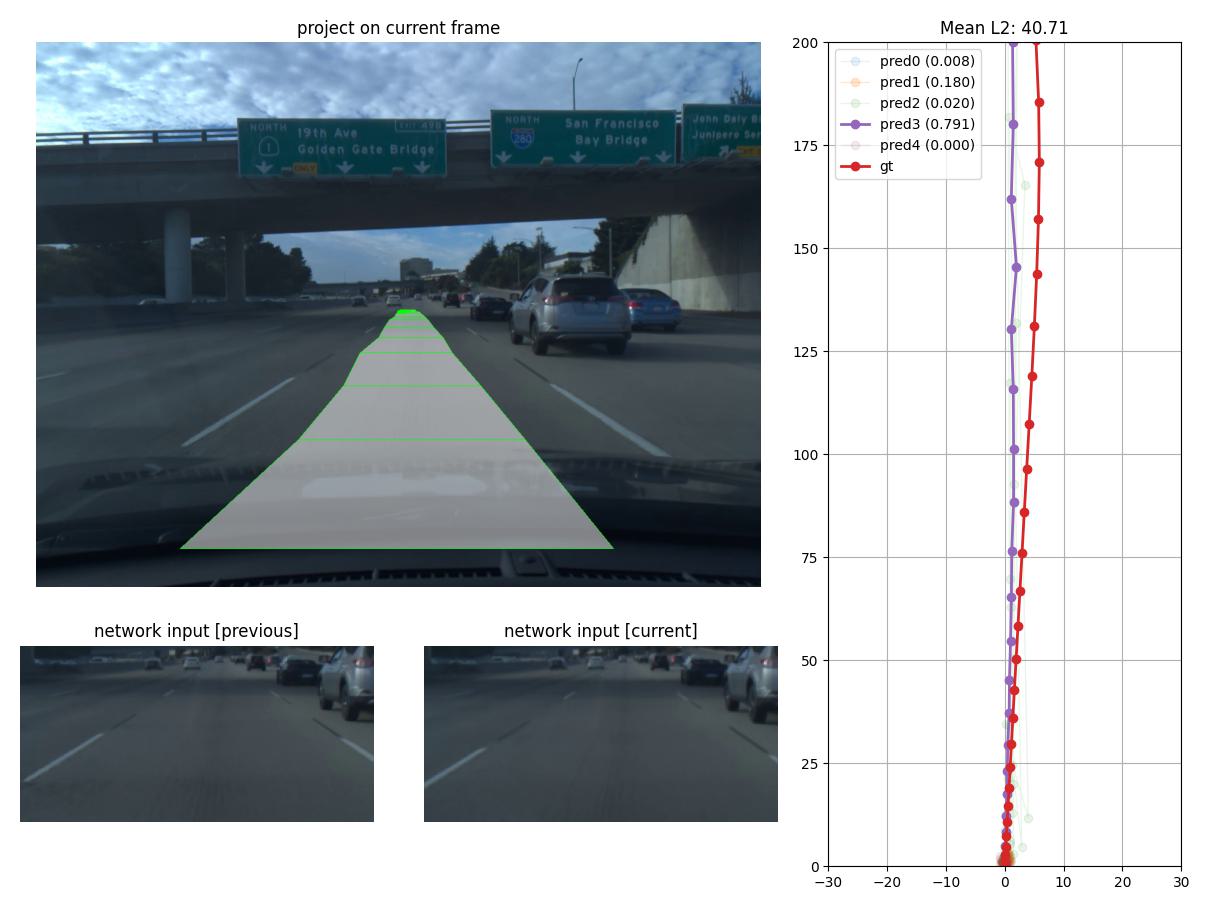 project on current frame
NORTH
1
19th Ave
EXIT 49B
Golden Gate Bridge
ONLY
NORTH
280
San Francisco
Bay Bridge
John Daly B
Junipero Ser
network input [previous]
network input [current]
Mean L2: 40.71
pred0 (0.008)
pred1 (0.180)
pred2 (0.020)
pred3 (0.791)
pred4 (0.000)
gt
200
175
150
125
100
75
50
25
0
−30
−20
−10
0
10
20
30